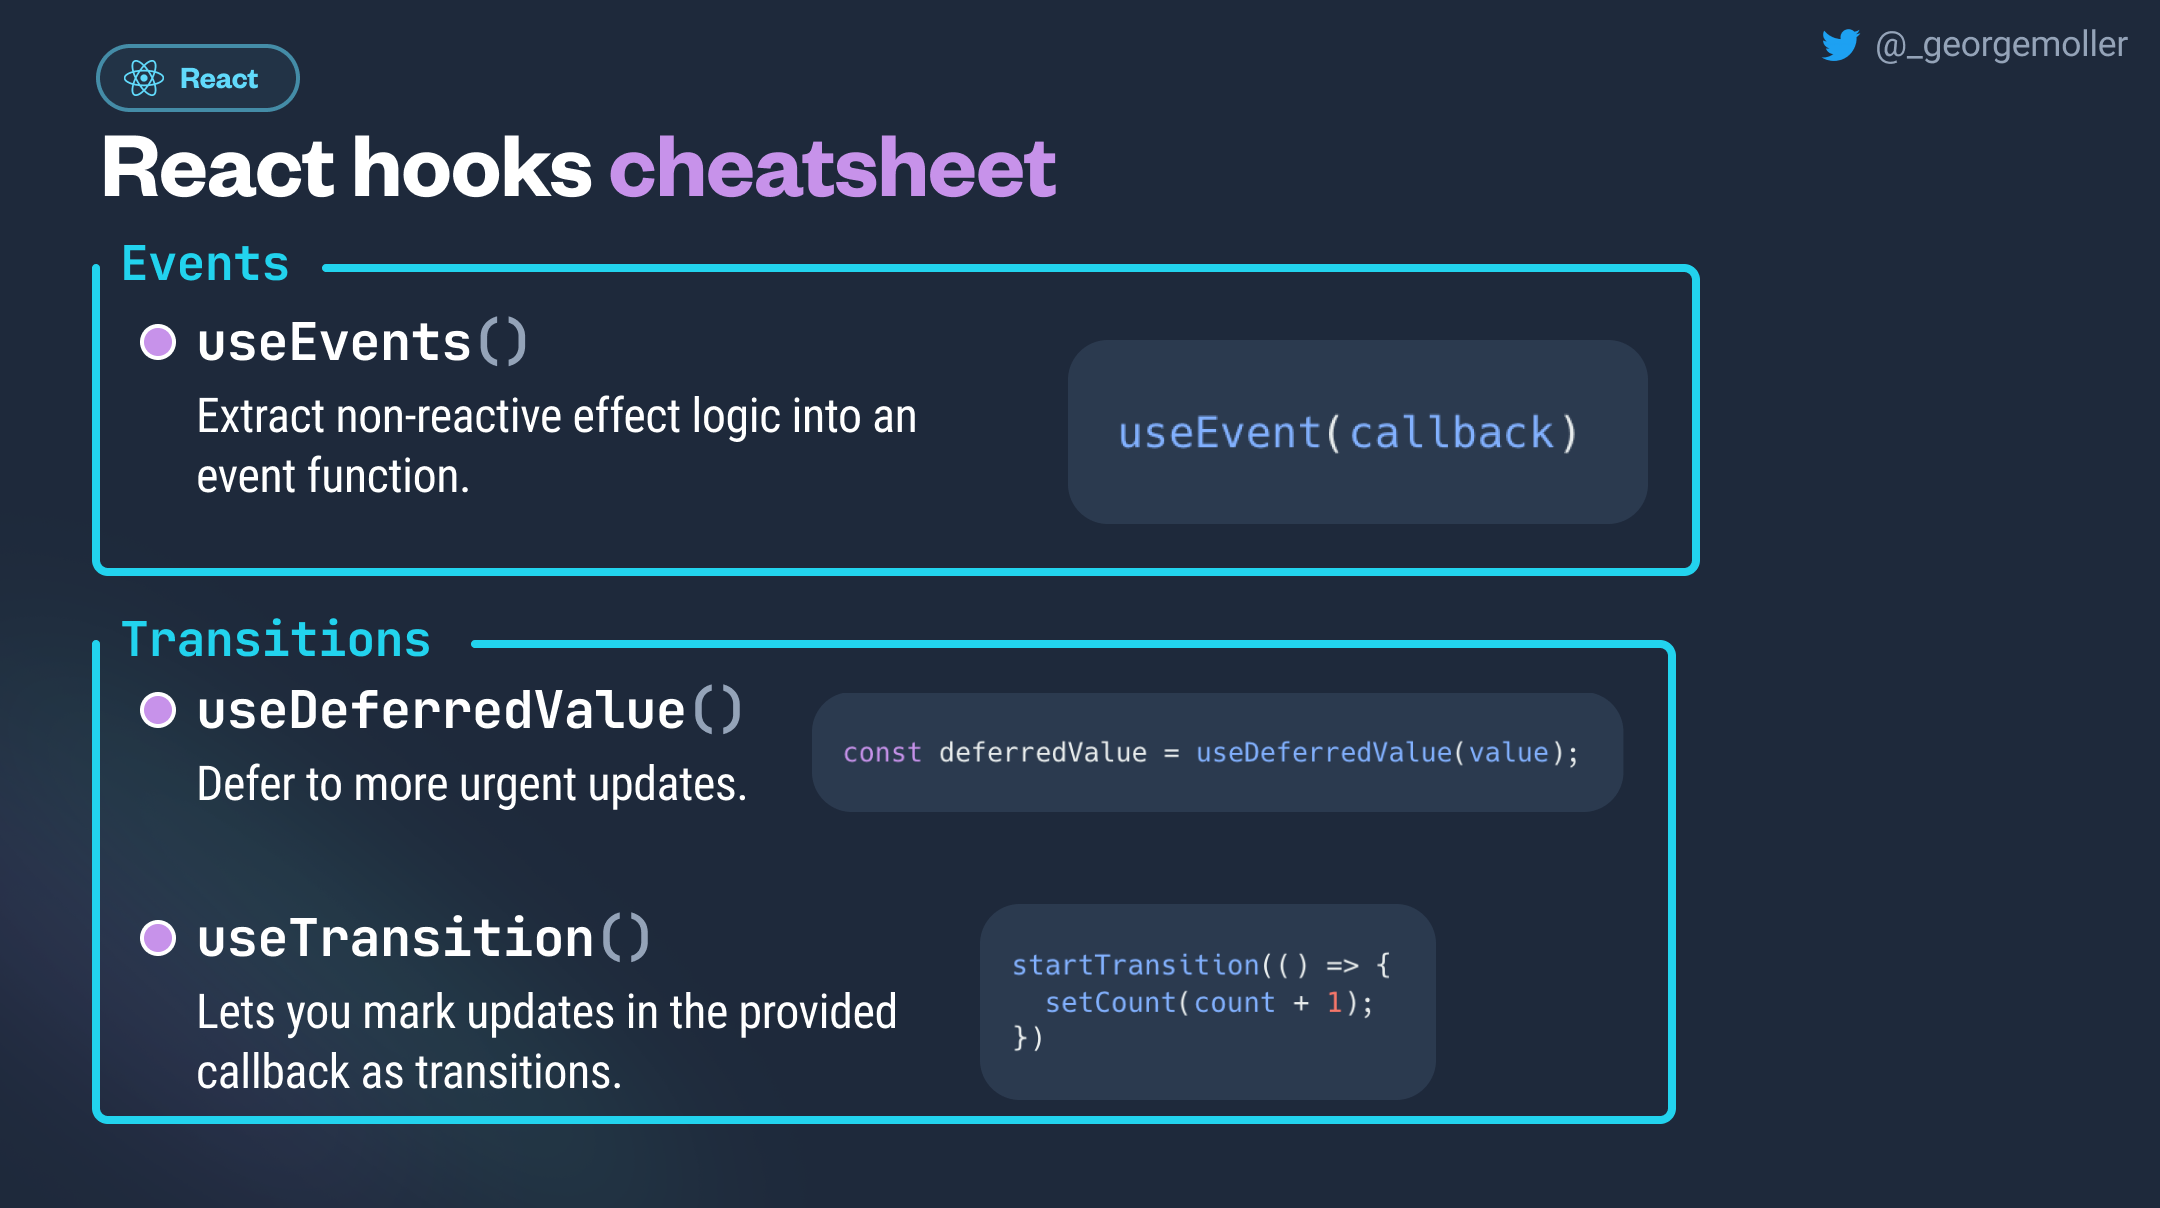 React
@_georgemoller
React hooks cheatsheet
Events
useEvents()
Extract non-reactive effect logic into an
event function.
useEvent(callback)
Transitions
useDeferredValue()
Defer to more urgent updates.
const deferredValue = useDeferredValue(value);
useTransition()
Lets you mark updates in the provided
callback as transitions.
startTransition(() => {
  setCount(count + 1);
})